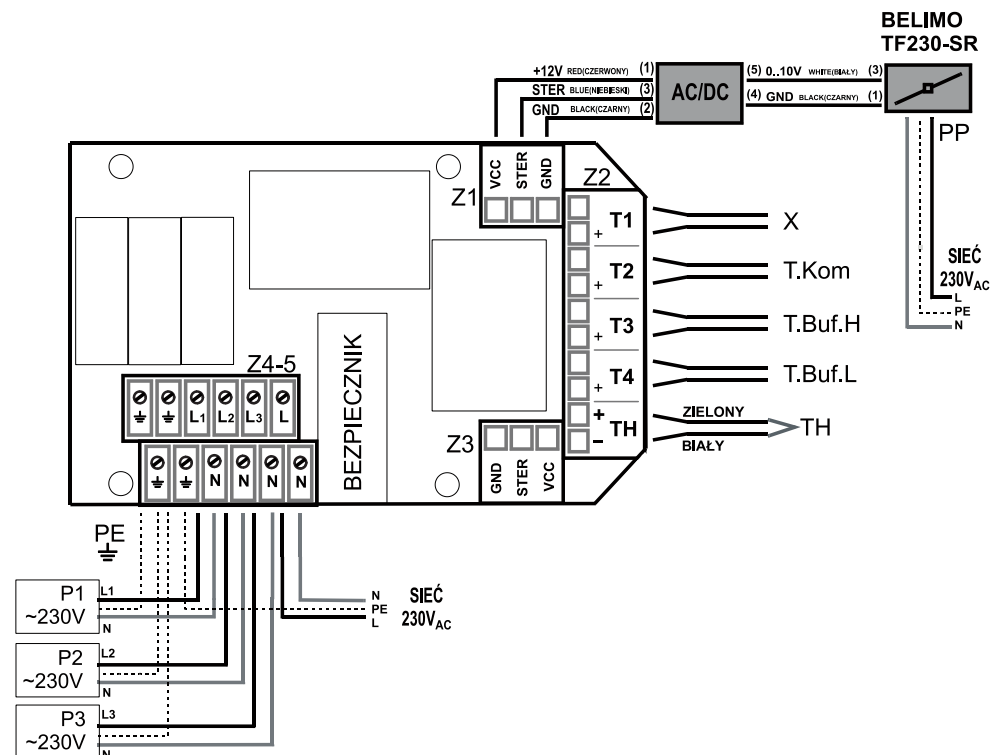 BELIMO
TF230-SR
+12V RED(CZERWONY) (1)
STER BLUE(NIEBIESKI) (3)
GND BLACK(CZARNY) (2)
AC/DC
(5) 0..10V WHITE(BIAŁY) (3)
(4) GND BLACK(CZARNY) (1)
PP
SIEĆ
230VAC
L
PE
N
Z1
VCC
STER
GND
Z2
T1
+
X
T2
+
T.Kom
T3
+
T.Buf.H
T4
+
T.Buf.L
+
TH
–
ZIELONY
BIAŁY
TH
Z3
GND
STER
VCC
Z4-5
L1
L2
L3
L
N
N
N
N
BEZPIECZNIK
PE
P1
~230V
L1
N
P2
~230V
L2
N
P3
~230V
L3
N
N
PE
L
SIEĆ
230VAC